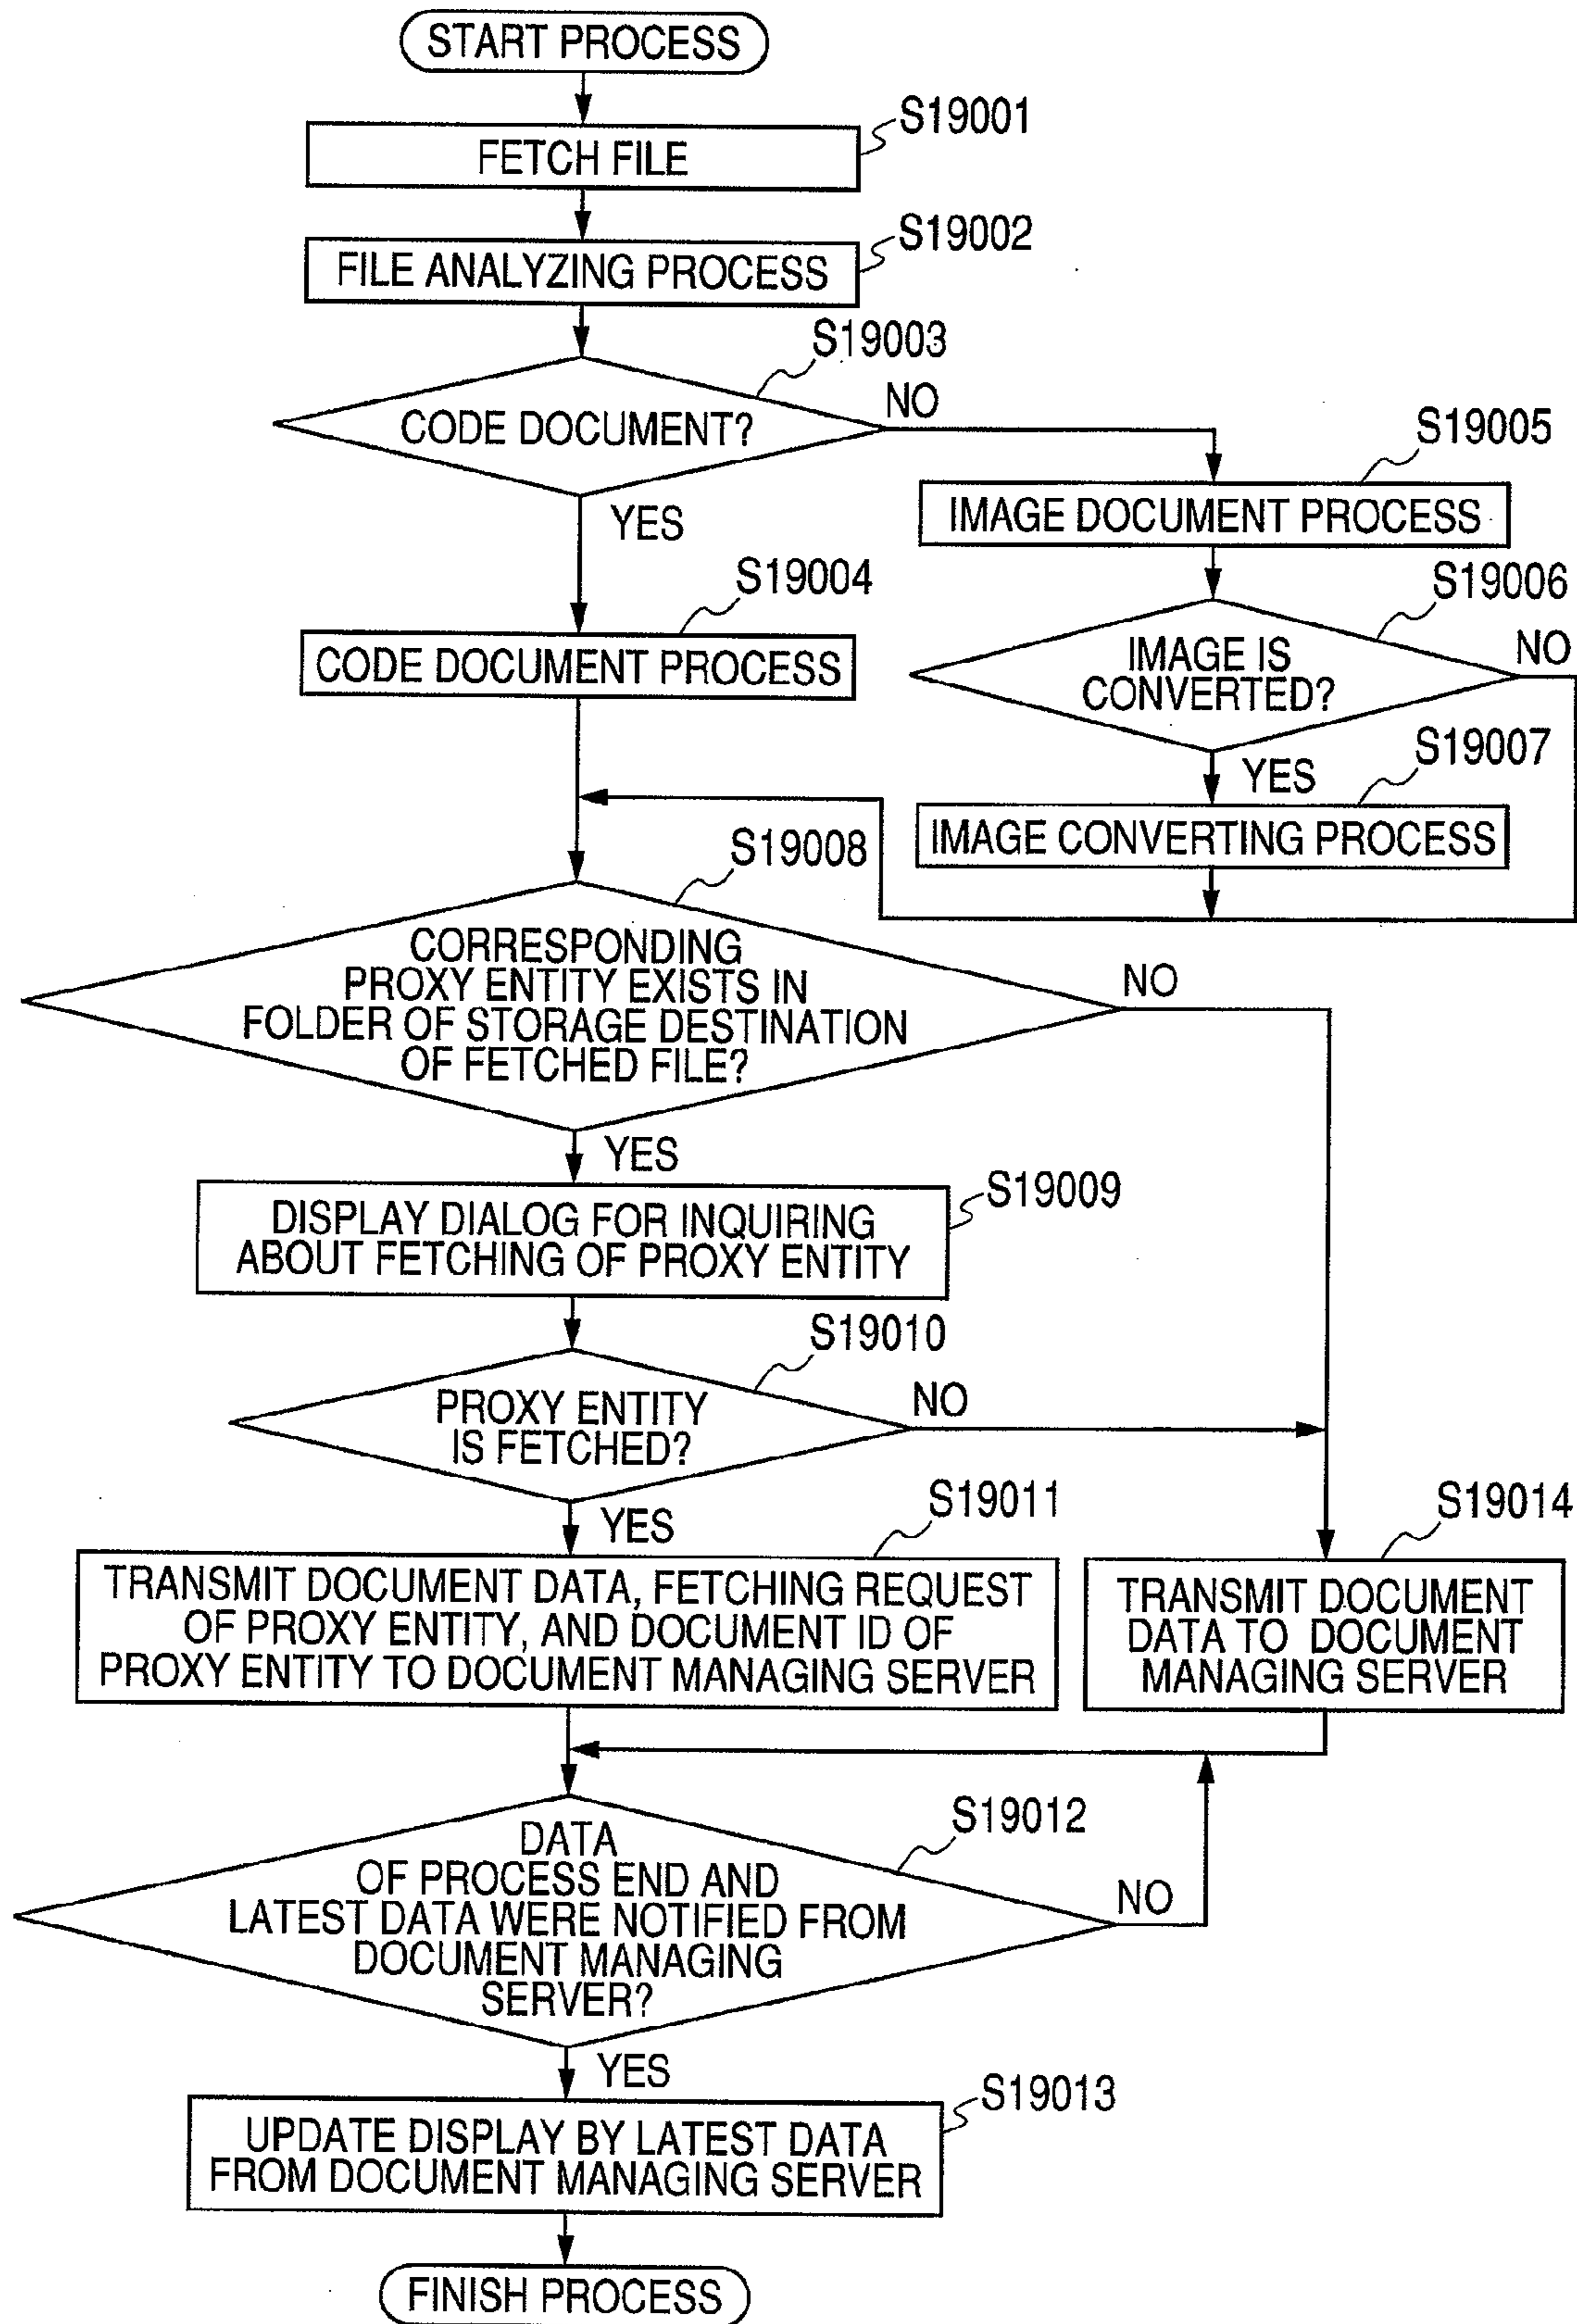 START PROCESS
S19001
FETCH FILE
S19002
FILE ANALYZING PROCESS
S19003
CODE DOCUMENT?
NO
YES
S19005
IMAGE DOCUMENT PROCESS
S19004
CODE DOCUMENT PROCESS
S19006
IMAGE IS
CONVERTED?
NO
YES
S19007
IMAGE CONVERTING PROCESS
S19008
CORRESPONDING
PROXY ENTITY EXISTS IN
FOLDER OF STORAGE DESTINATION
OF FETCHED FILE?
NO
YES
S19009
DISPLAY DIALOG FOR INQUIRING
ABOUT FETCHING OF PROXY ENTITY
S19010
PROXY ENTITY
IS FETCHED?
NO
YES
S19011
TRANSMIT DOCUMENT DATA, FETCHING REQUEST
OF PROXY ENTITY, AND DOCUMENT ID OF
PROXY ENTITY TO DOCUMENT MANAGING SERVER
S19014
TRANSMIT DOCUMENT
DATA TO DOCUMENT
MANAGING SERVER
S19012
DATA
OF PROCESS END AND
LATEST DATA WERE NOTIFIED FROM
DOCUMENT MANAGING
SERVER?
NO
YES
S19013
UPDATE DISPLAY BY LATEST DATA
FROM DOCUMENT MANAGING SERVER
FINISH PROCESS